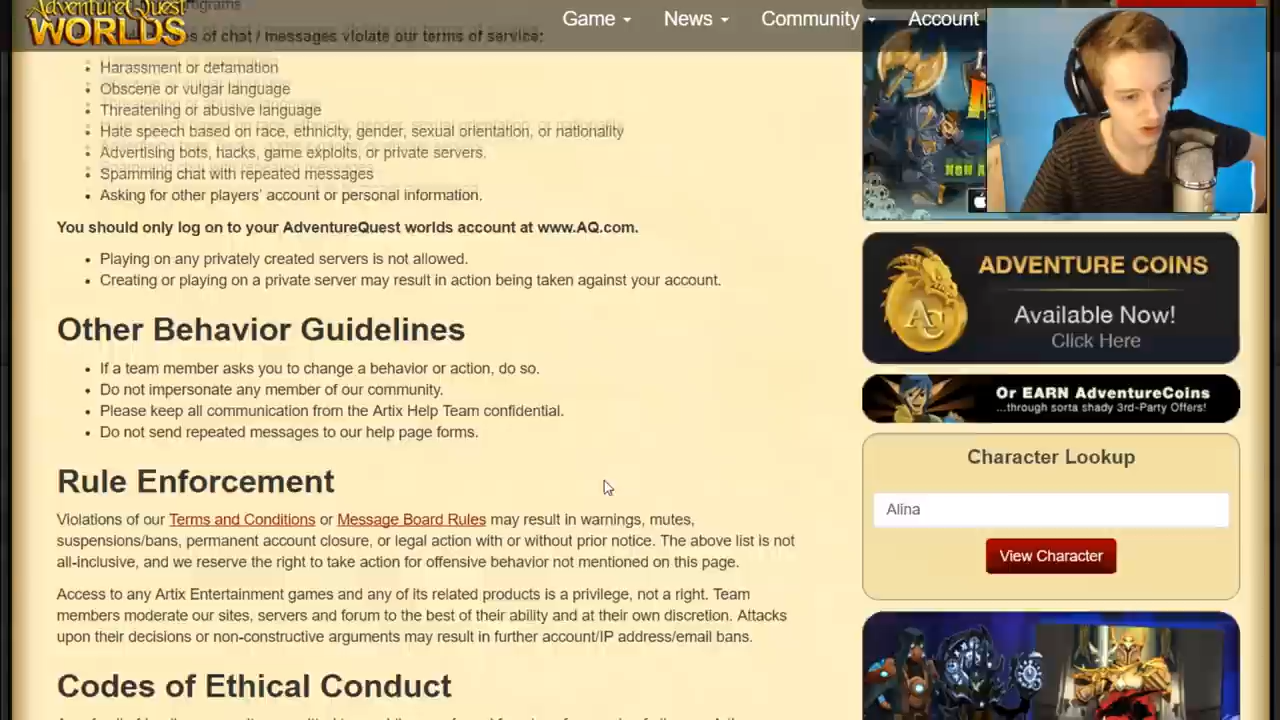 AdventureQuest
WORLDS
Game
News
Community
Account
of chat / messages violate our terms of service:
Harassment or defamation
Obscene or vulgar language
Threatening or abusive language
Hate speech based on race, ethnicity, gender, sexual orientation, or nationality
Advertising bots, hacks, game exploits, or private servers.
Spamming chat with repeated messages
Asking for other players' account or personal information.
You should only log on to your AdventureQuest worlds account at www.AQ.com.
Playing on any privately created servers is not allowed.
Creating or playing on a private server may result in action being taken against your account.
Other Behavior Guidelines
If a team member asks you to change a behavior or action, do so.
Do not impersonate any member of our community.
Please keep all communication from the Artix Help Team confidential.
Do not send repeated messages to our help page forms.
Rule Enforcement
Violations of our Terms and Conditions or Message Board Rules may result in warnings, mutes,
suspensions/bans, permanent account closure, or legal action with or without prior notice. The above list is not
all-inclusive, and we reserve the right to take action for offensive behavior not mentioned on this page.
Access to any Artix Entertainment games and any of its related products is a privilege, not a right. Team
members moderate our sites, servers and forum to the best of their ability and at their own discretion. Attacks
upon their decisions or non-constructive arguments may result in further account/IP address/email bans.
Codes of Ethical Conduct
ADVENTURE COINS
AC
Available Now!
Click Here
Or EARN AdventureCoins
...through sorta shady 3rd-Party Offers!
Character Lookup
Alina
View Character